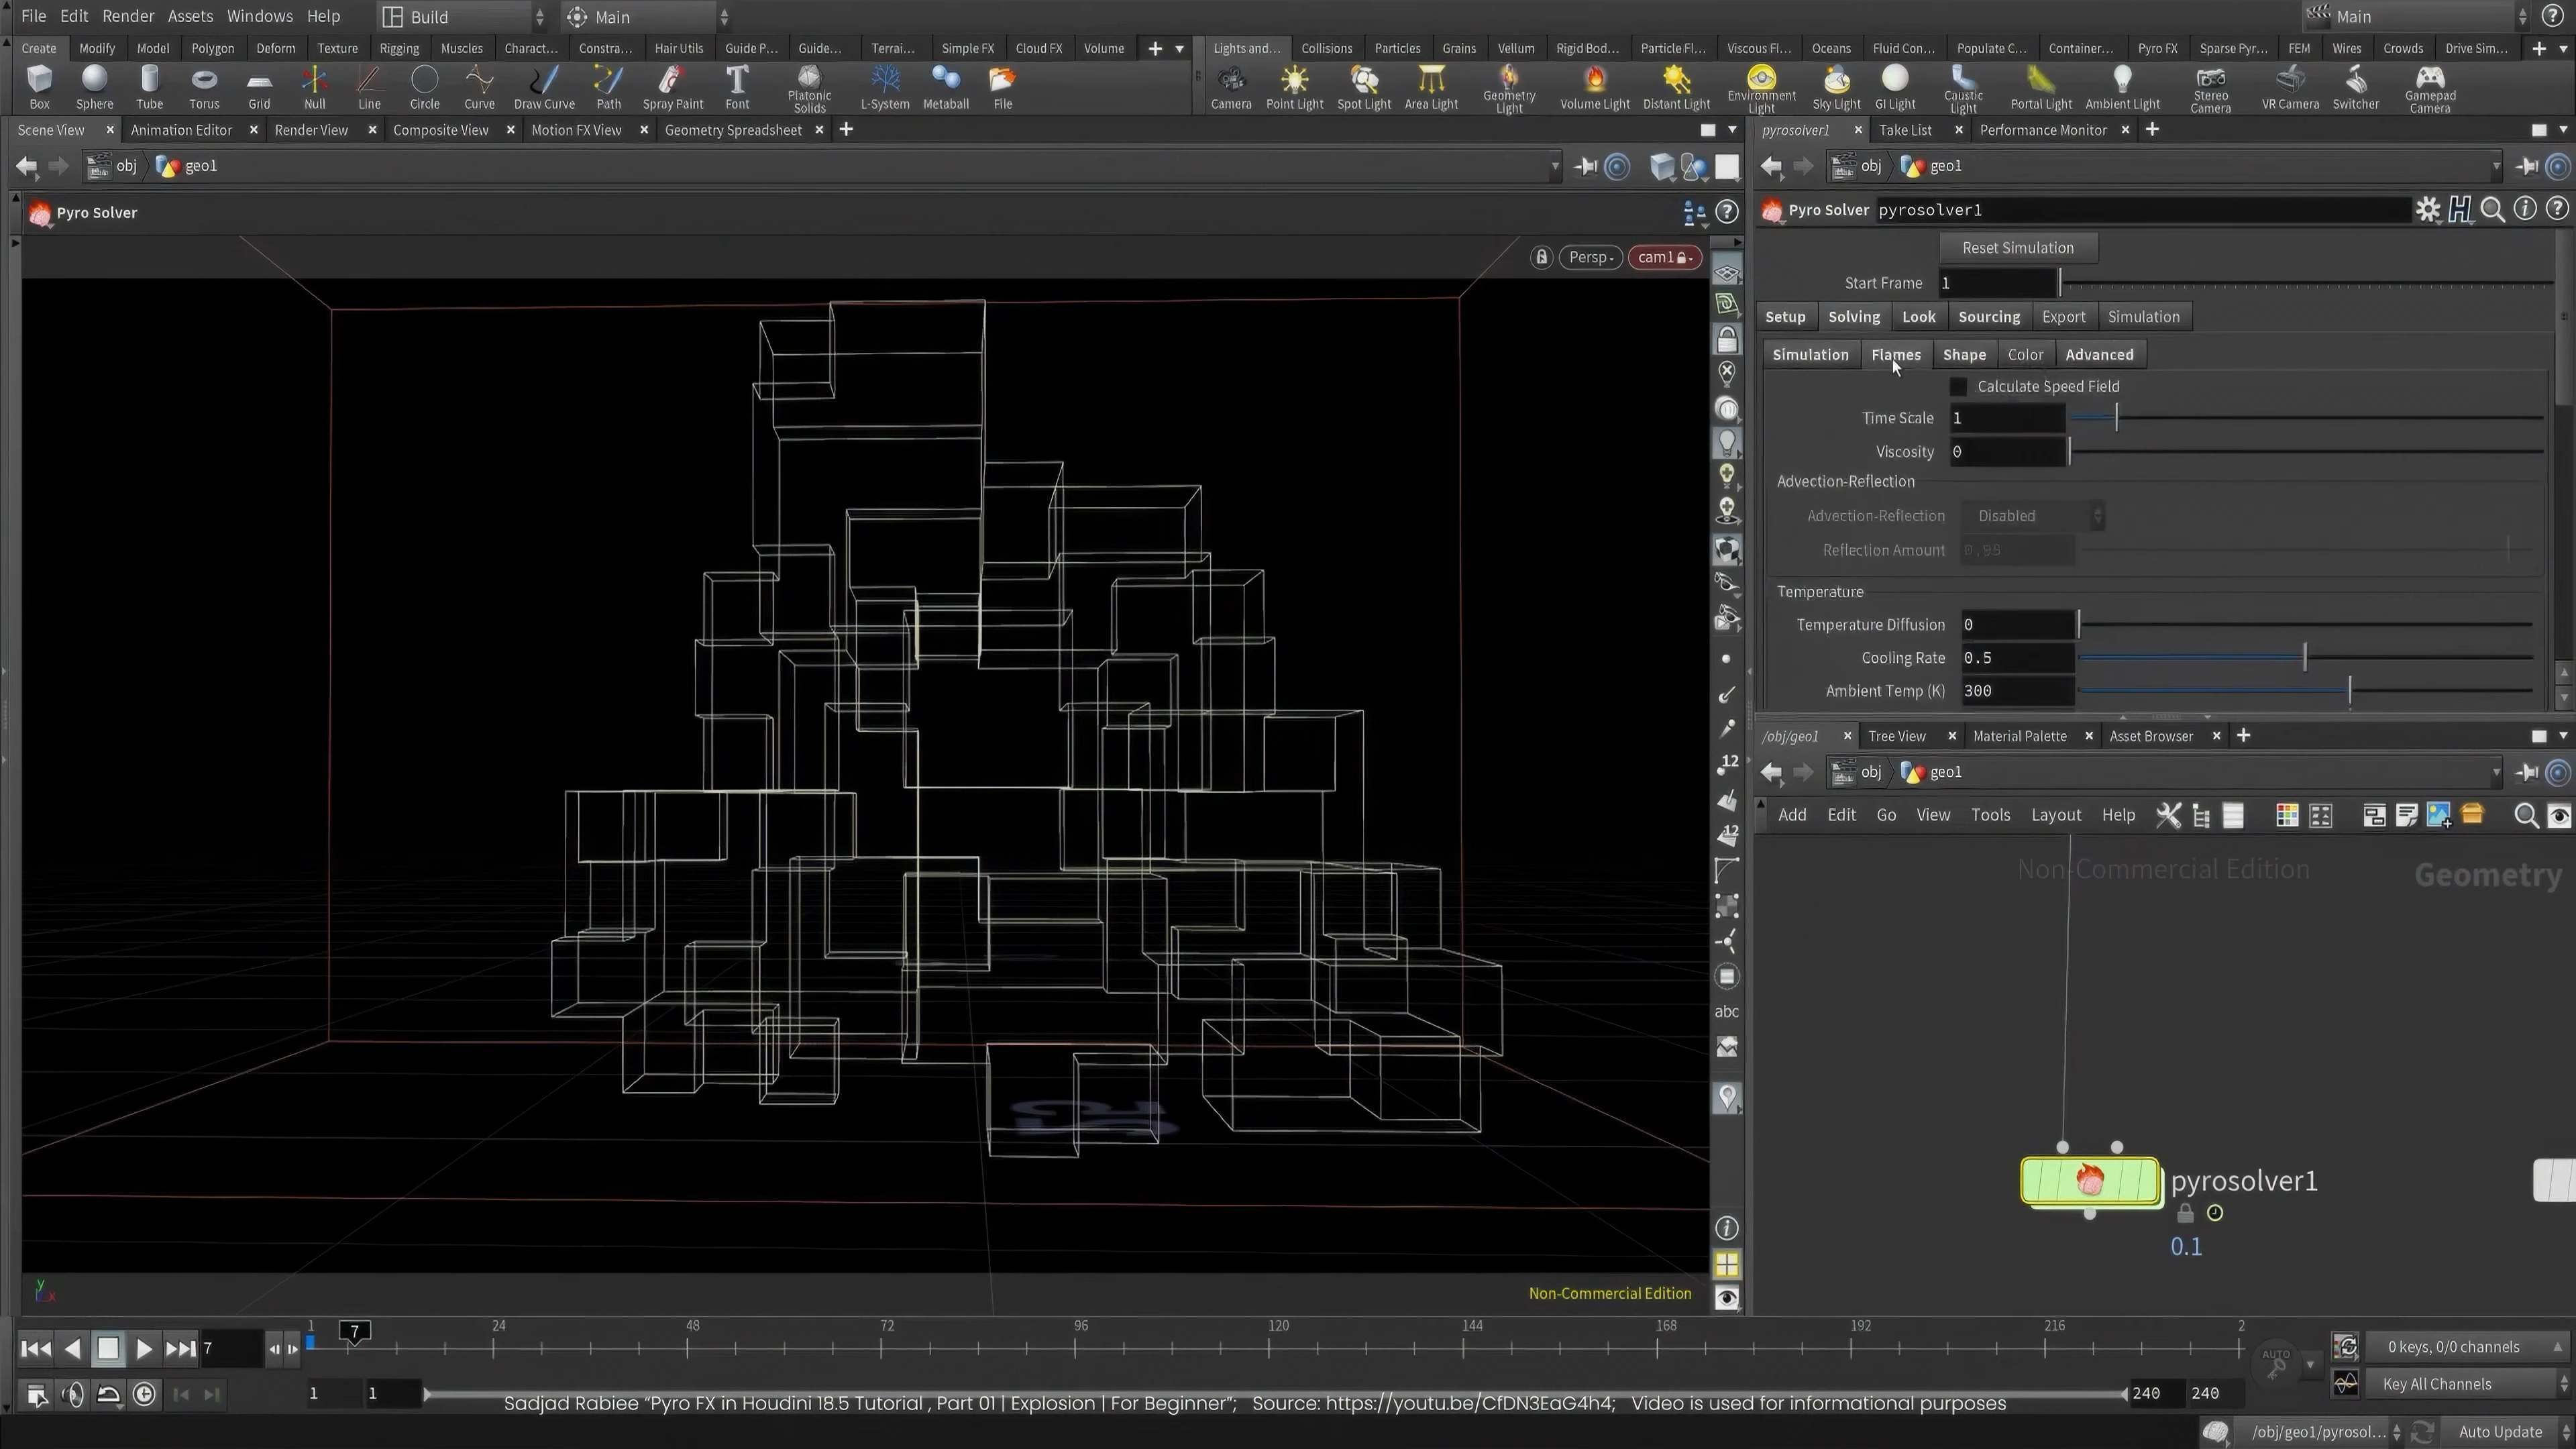 File Edit Render Assets Windows Help Build Main Main
Create Modify Model Polygon Deform Texture Rigging Muscles Charact... Constra... Hair Utils Guide P... Guide... Terrai... Simple FX Cloud FX Volume
Lights and... Collisions Particles Grains Vellum Rigid Bod... Particle Fl... Viscous Fl... Oceans Fluid Con... Populate C... Container... Pyro FX Sparse Pyr... FEM Wires Crowds Drive Sim...
Box Sphere Tube Torus Grid Null Line Circle Curve Draw Curve Path Spray Paint Font Platonic Solids L-System Metaball File
Camera Point Light Spot Light Area Light Geometry Light Volume Light Distant Light Environment Light Sky Light GI Light Caustic Light Portal Light Ambient Light Stereo Camera VR Camera Switcher Gamepad Camera
Scene View Animation Editor Render View Composite View Motion FX View Geometry Spreadsheet
obj geo1
Pyro Solver
Persp cam1
12
12
abc
Non-Commercial Edition
y
x
pyrosolver1 Take List Performance Monitor
obj geo1
Pyro Solver pyrosolver1
Reset Simulation
Start Frame 1
Setup Solving Look Sourcing Export Simulation
Simulation Flames Shape Color Advanced
Calculate Speed Field
Time Scale 1
Viscosity 0
Advection-Reflection
Advection-Reflection Disabled
Reflection Amount 0.98
Temperature
Temperature Diffusion 0
Cooling Rate 0.5
Ambient Temp (K) 300
/obj/geo1 Tree View Material Palette Asset Browser
obj geo1
Add Edit Go View Tools Layout Help
Non-Commercial Edition Geometry
pyrosolver1
0.1
7 1 7 24 48 72 96 120 144 168 192 216 2
AUTO
0 keys, 0/0 channels
1 1 240 240
Key All Channels
Sadjad Rabiee “Pyro FX in Houdini 18.5 Tutorial , Part 01 | Explosion | For Beginner”; Source: https://youtu.be/CfDN3EaG4h4; Video is used for informational purposes
/obj/geo1/pyrosol... Auto Update